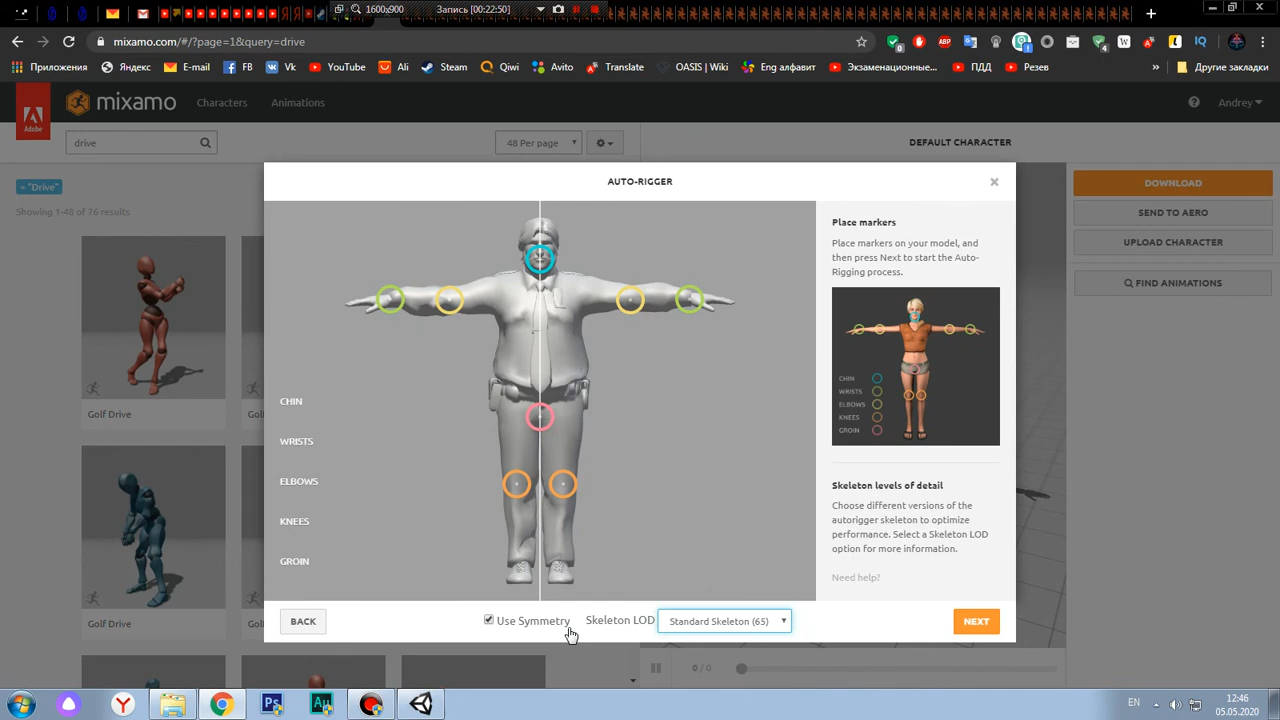 1600x900
Запись [00:22:50]
mixamo.com/#/?page=1&query=drive
Приложения
Яндекс
E-mail
FB
Вк
YouTube
Ali
Steam
Qiwi
Avito
Translate
OASIS | Wiki
Eng алфавит
Экзаменационные...
ПДД
Резев
»
Другие закладки
Adobe
mixamo
Characters
Animations
Andrey
drive
48 Per page
DEFAULT CHARACTER
× "Drive"
Showing 1-48 of 76 results
Golf Drive
Golf Drive
AUTO-RIGGER
CHIN
WRISTS
ELBOWS
KNEES
GROIN
Place markers
Place markers on your model, and
then press Next to start the Auto-
Rigging process.
CHIN
WRISTS
ELBOWS
KNEES
GROIN
Skeleton levels of detail
Choose different versions of the
autorigger skeleton to optimize
performance. Select a Skeleton LOD
option for more information.
Need help?
BACK
Use Symmetry
Skeleton LOD
Standard Skeleton (65)
NEXT
DOWNLOAD
SEND TO AERO
UPLOAD CHARACTER
FIND ANIMATIONS
0 / 0
Ps
Au
EN
12:46
05.05.2020